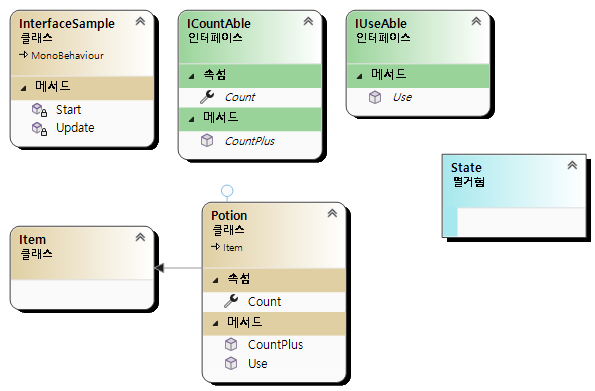 InterfaceSample
클래스
MonoBehaviour
메서드
Start
Update
ICountAble
인터페이스
속성
Count
메서드
CountPlus
IUseAble
인터페이스
메서드
Use
State
열거형
Item
클래스
Potion
클래스
Item
속성
Count
메서드
CountPlus
Use